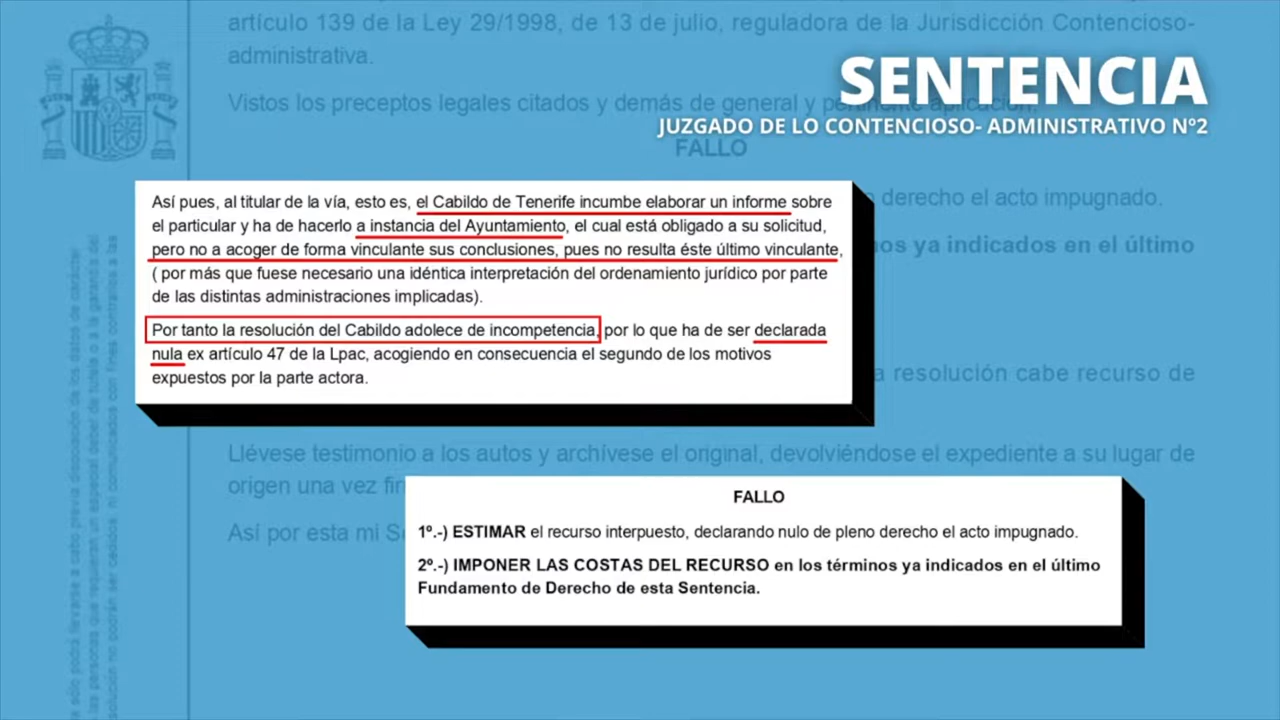 artículo 139 de la Ley 29/1998, de 13 de julio, reguladora de la Jurisdicción Contencioso-
administrativa.
SENTENCIA
Vistos los preceptos legales citados y demás de general y pertinente aplicación,
JUZGADO DE LO CONTENCIOSO- ADMINISTRATIVO Nº2
FALLO
Así pues, al titular de la vía, esto es, el Cabildo de Tenerife incumbe elaborar un informe sobre
el particular y ha de hacerlo a instancia del Ayuntamiento, el cual está obligado a su solicitud,
pero no a acoger de forma vinculante sus conclusiones, pues no resulta éste último vinculante,
( por más que fuese necesario una idéntica interpretación del ordenamiento jurídico por parte
de las distintas administraciones implicadas).
Por tanto la resolución del Cabildo adolece de incompetencia, por lo que ha de ser declarada
nula ex artículo 47 de la Lpac, acogiendo en consecuencia el segundo de los motivos
expuestos por la parte actora.
derecho el acto impugnado.
nos ya indicados en el último
a resolución cabe recurso de
Llévese testimonio a los autos y archívese el original, devolviéndose el expediente a su lugar de
origen una vez
Así por esta mi
FALLO
1º.-) ESTIMAR el recurso interpuesto, declarando nulo de pleno derecho el acto impugnado.
2º.-) IMPONER LAS COSTAS DEL RECURSO en los términos ya indicados en el último
Fundamento de Derecho de esta Sentencia.